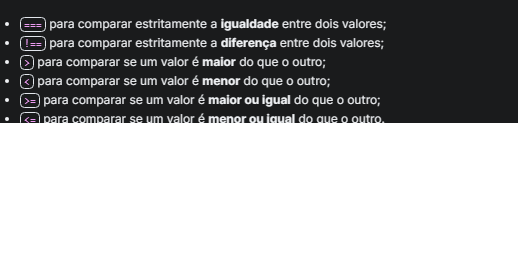 === para comparar estritamente a igualdade entre dois valores;
!== para comparar estritamente a diferença entre dois valores;
> para comparar se um valor é maior do que o outro;
< para comparar se um valor é menor do que o outro;
>= para comparar se um valor é maior ou igual do que o outro;
<= para comparar se um valor é menor ou igual do que o outro.